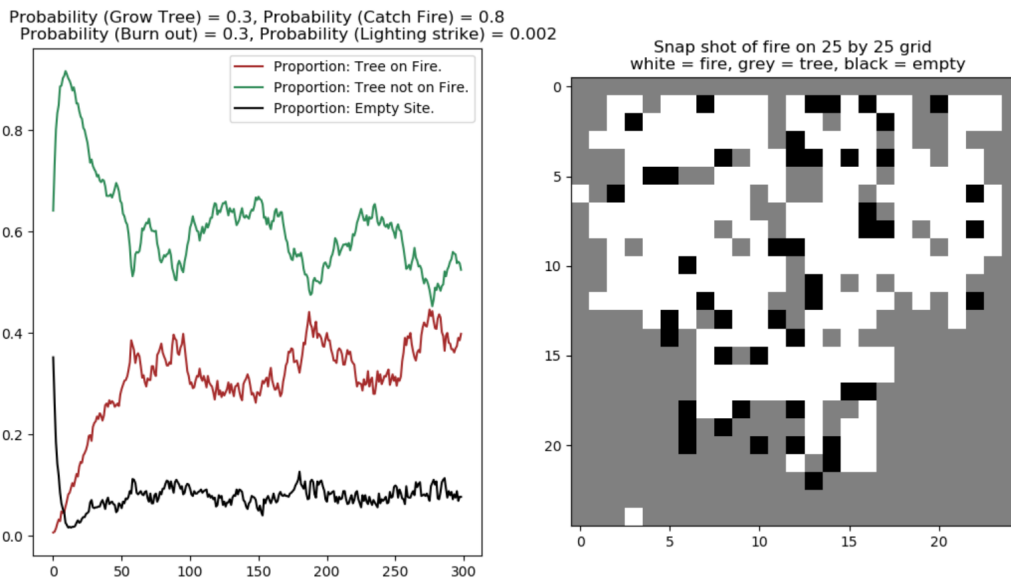 Probability (Grow Tree) = 0.3, Probability (Catch Fire) = 0.8
Probability (Burn out) = 0.3, Probability (Lighting strike) = 0.002
Proportion: Tree on Fire.
Proportion: Tree not on Fire.
Proportion: Empty Site.
0.8
0.6
0.4
0.2
0.0
0 50 100 150 200 250 300
Snap shot of fire on 25 by 25 grid
white = fire, grey = tree, black = empty
0
5
10
15
20
0 5 10 15 20